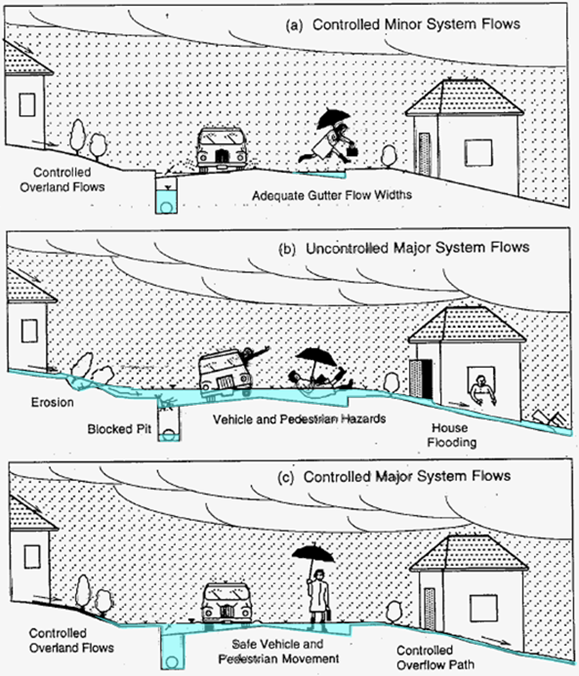 (a) Controlled Minor System Flows
Controlled
Overland Flows
Adequate Gutter Flow Widths
(b) Uncontrolled Major System Flows
Erosion
Blocked Pit
Vehicle and Pedestrian Hazards
House
Flooding
(c) Controlled Major System Flows
Controlled
Overland Flows
Safe Vehicle and
Pedestrian Movement
Controlled
Overflow Path